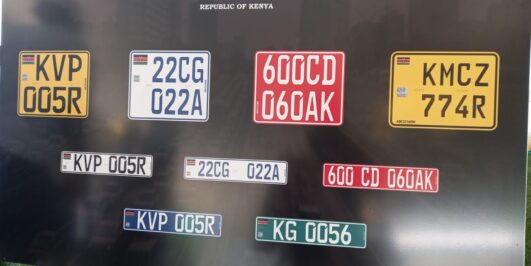 REPUBLIC OF KENYA
KVP
005R
22CG
022A
600CD
060AK
KMCZ
774R
KVP 005R
22CG 022A
600 CD 060AK
KVP 005R
KG 0056